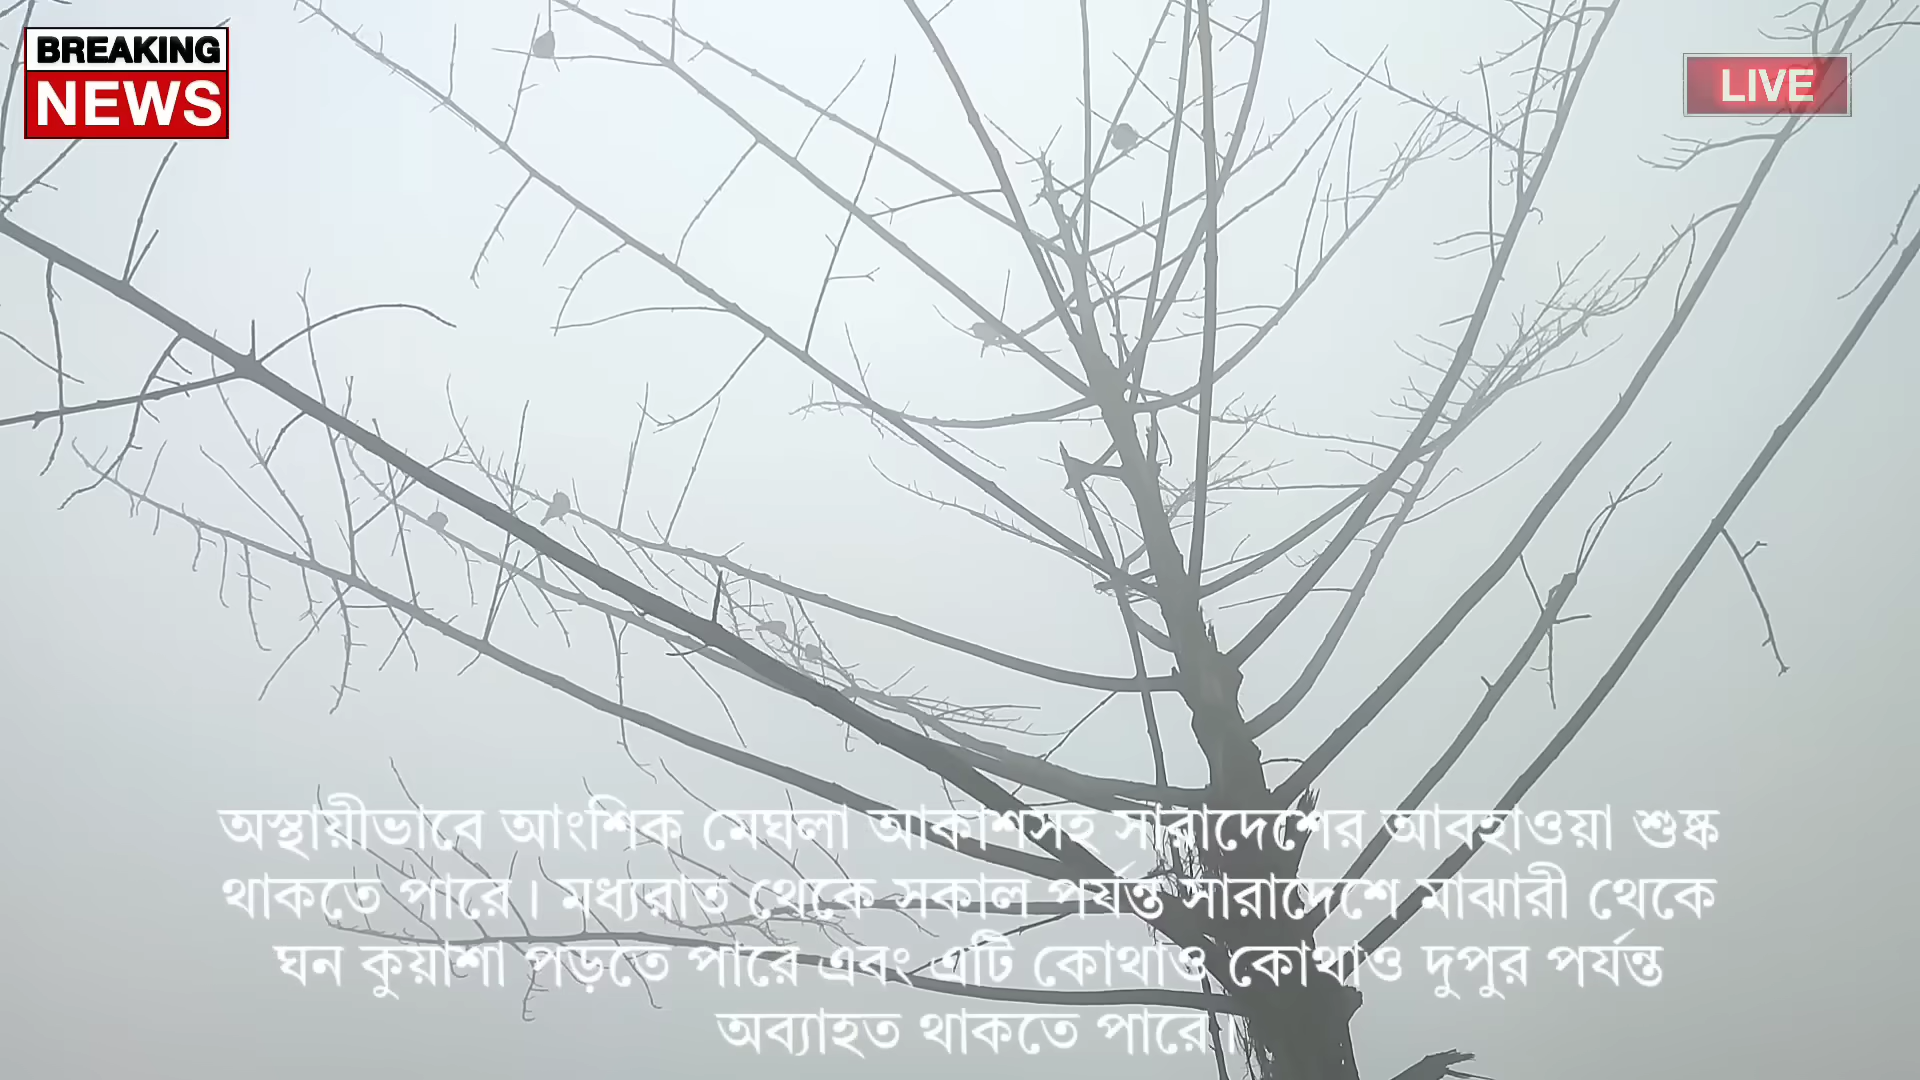 BREAKING
NEWS
LIVE
অস্থায়ীভাবে আংশিক মেঘলা আকাশসহ সারাদেশের আবহাওয়া শুষ্ক
থাকতে পারে। মধ্যরাত থেকে সকাল পর্যন্ত সারাদেশে মাঝারী থেকে
ঘন কুয়াশা পড়তে পারে এবং এটি কোথাও কোথাও দুপুর পর্যন্ত
অব্যাহত থাকতে পারে।